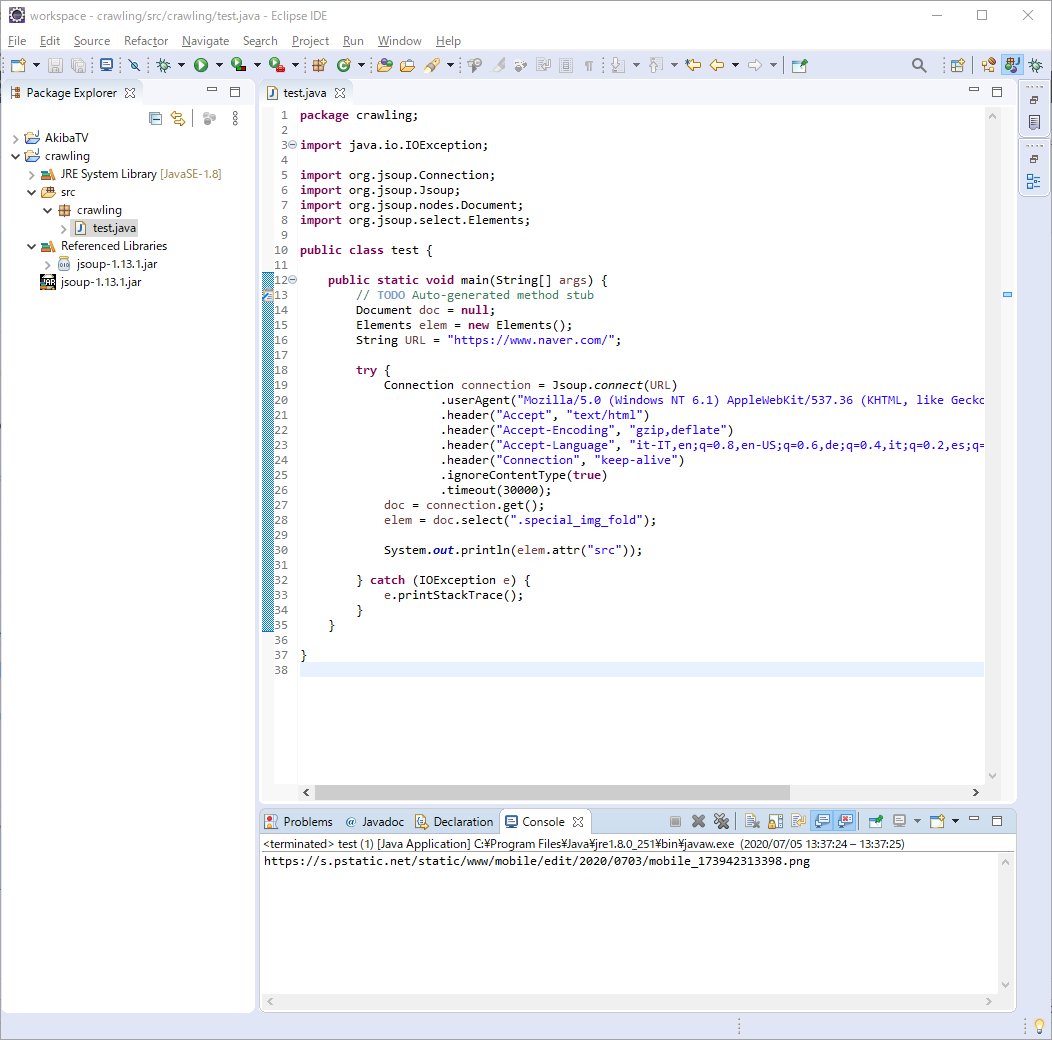 workspace - crawling/src/crawling/test.java - Eclipse IDE
File Edit Source Refactor Navigate Search Project Run Window Help
Package Explorer
AkibaTV
crawling
JRE System Library [JavaSE-1.8]
src
crawling
test.java
Referenced Libraries
jsoup-1.13.1.jar
jsoup-1.13.1.jar
test.java
1 package crawling;
2
3 import java.io.IOException;
4
5 import org.jsoup.Connection;
6 import org.jsoup.Jsoup;
7 import org.jsoup.nodes.Document;
8 import org.jsoup.select.Elements;
9
10 public class test {
11
12     public static void main(String[] args) {
13         // TODO Auto-generated method stub
14         Document doc = null;
15         Elements elem = new Elements();
16         String URL = "https://www.naver.com/";
17
18         try {
19             Connection connection = Jsoup.connect(URL)
20                     .userAgent("Mozilla/5.0 (Windows NT 6.1) AppleWebKit/537.36 (KHTML, like Gecko
21                     .header("Accept", "text/html")
22                     .header("Accept-Encoding", "gzip,deflate")
23                     .header("Accept-Language", "it-IT,en;q=0.8,en-US;q=0.6,de;q=0.4,it;q=0.2,es;q=
24                     .header("Connection", "keep-alive")
25                     .ignoreContentType(true)
26                     .timeout(30000);
27             doc = connection.get();
28             elem = doc.select(".special_img_fold");
29
30             System.out.println(elem.attr("src"));
31
32         } catch (IOException e) {
33             e.printStackTrace();
34         }
35     }
36
37 }
38
Problems @ Javadoc Declaration Console
<terminated> test (1) [Java Application] C:¥Program Files¥Java¥jre1.8.0_251¥bin¥javaw.exe (2020/07/05 13:37:24 – 13:37:25)
https://s.pstatic.net/static/www/mobile/edit/2020/0703/mobile_173942313398.png